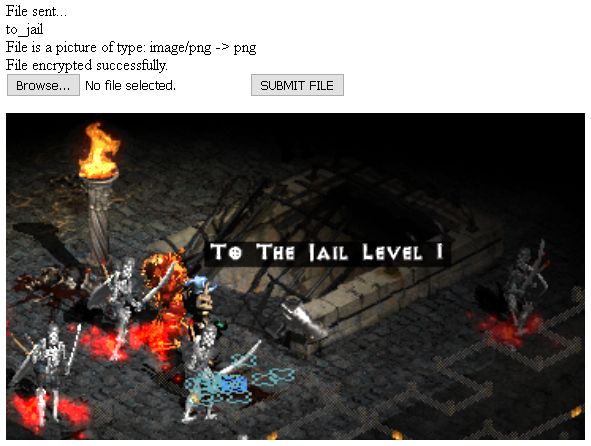 File sent...
to_jail
File is a picture of type: image/png -> png
File encrypted successfully.
Browse... No file selected. SUBMIT FILE
To The Jail Level 1